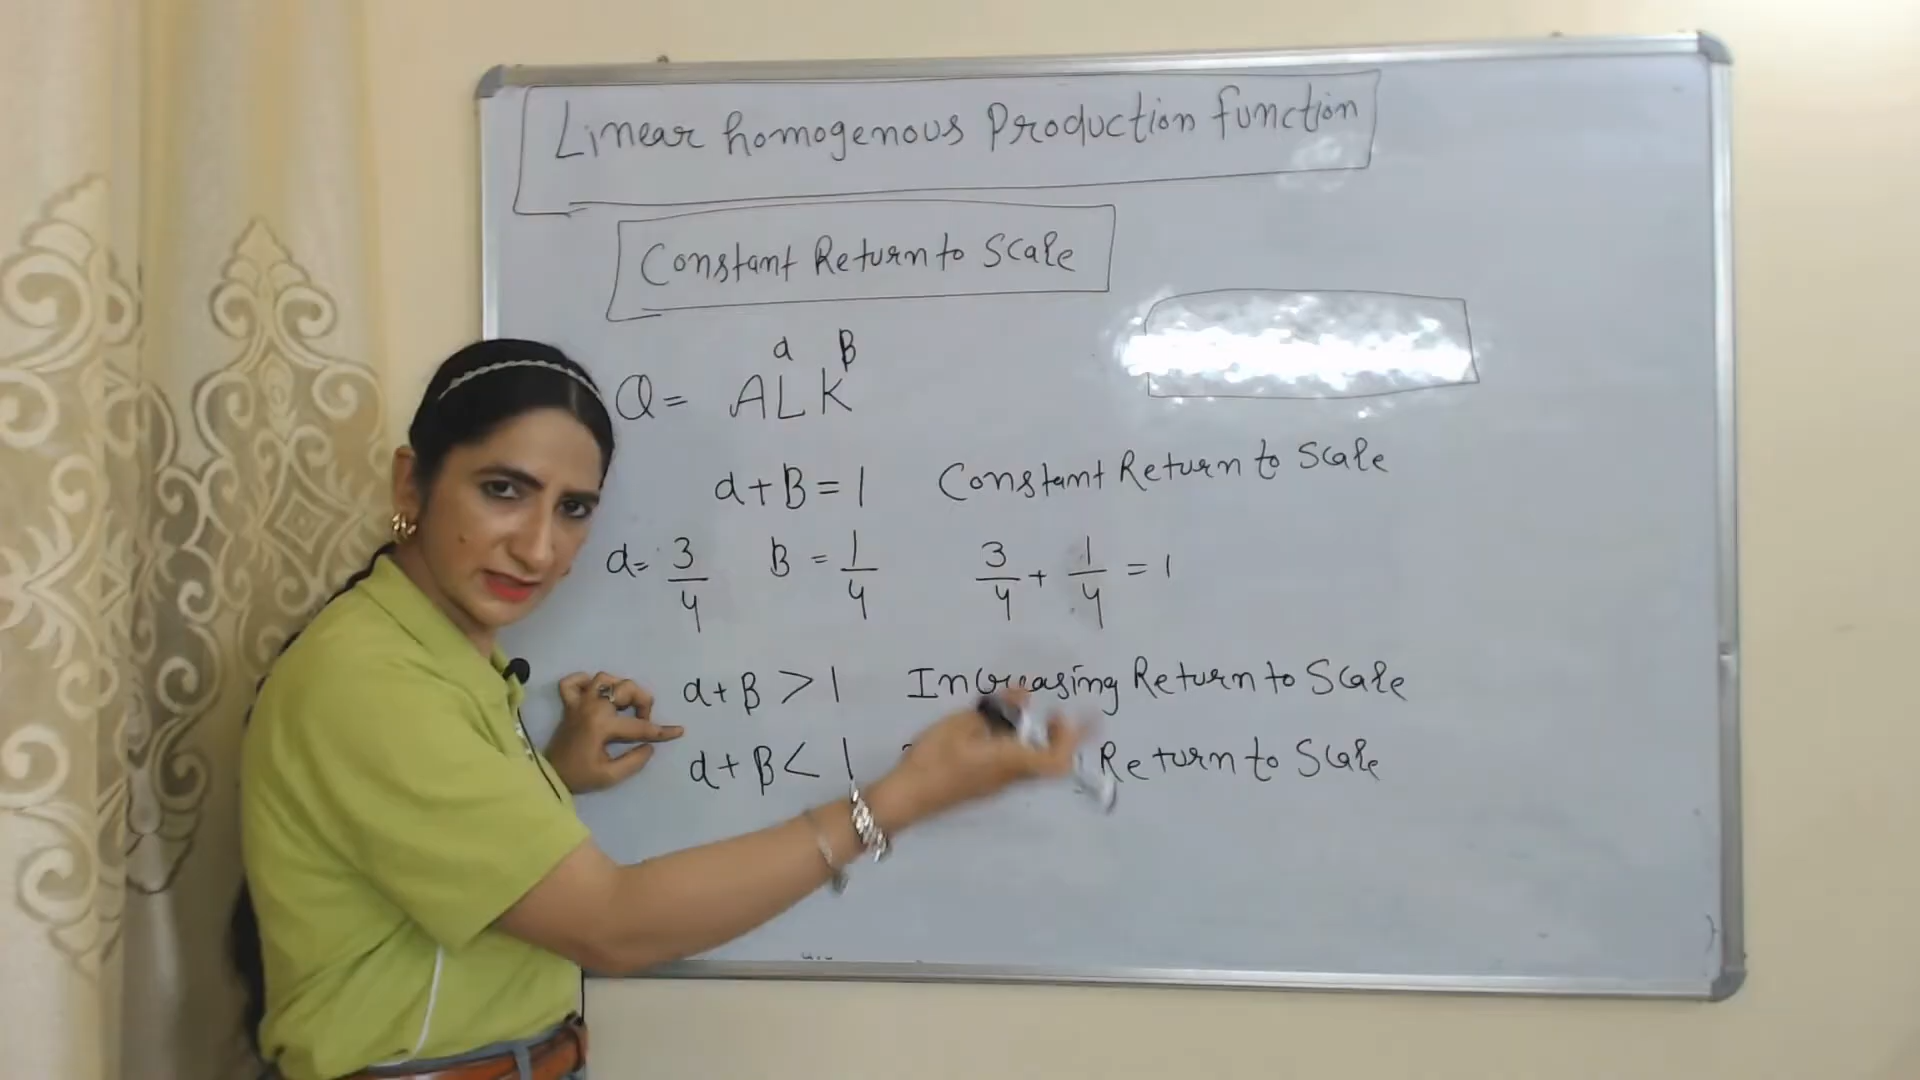 Linear homogenous Production function
Constant Return to Scale
Q = AL^α K^β
α+β=1 Constant Return to Scale
α= 3/4 β = 1/4 3/4 + 1/4 = 1
α+β > 1 Increasing Return to Scale
α+β < 1 Return to Scale